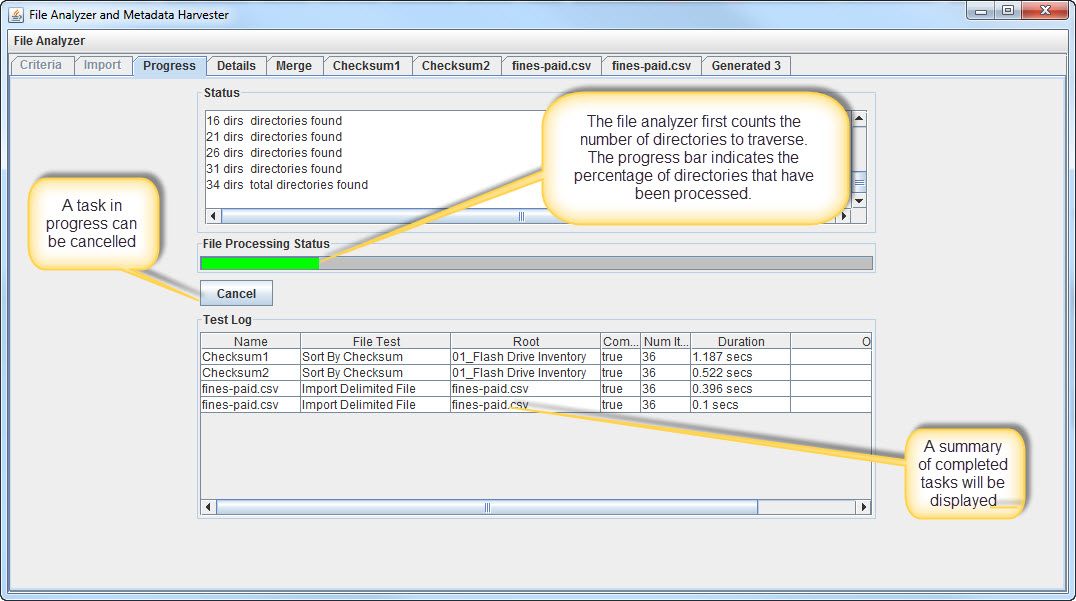 File Analyzer and Metadata Harvester
File Analyzer
Criteria Import Progress Details Merge Checksum1 Checksum2 fines-paid.csv fines-paid.csv Generated 3
Status
16 dirs directories found
21 dirs directories found
26 dirs directories found
31 dirs directories found
34 dirs total directories found
The file analyzer first counts the
number of directories to traverse.
The progress bar indicates the
percentage of directories that have
been processed.
A task in
progress can
be cancelled
File Processing Status
Cancel
Test Log
Name File Test Root Com... Num It... Duration O
Checksum1 Sort By Checksum 01_Flash Drive Inventory true 36 1.187 secs
Checksum2 Sort By Checksum 01_Flash Drive Inventory true 36 0.522 secs
fines-paid.csv Import Delimited File fines-paid.csv true 36 0.396 secs
fines-paid.csv Import Delimited File fines-paid.csv true 36 0.1 secs
A summary
of completed
tasks will be
displayed